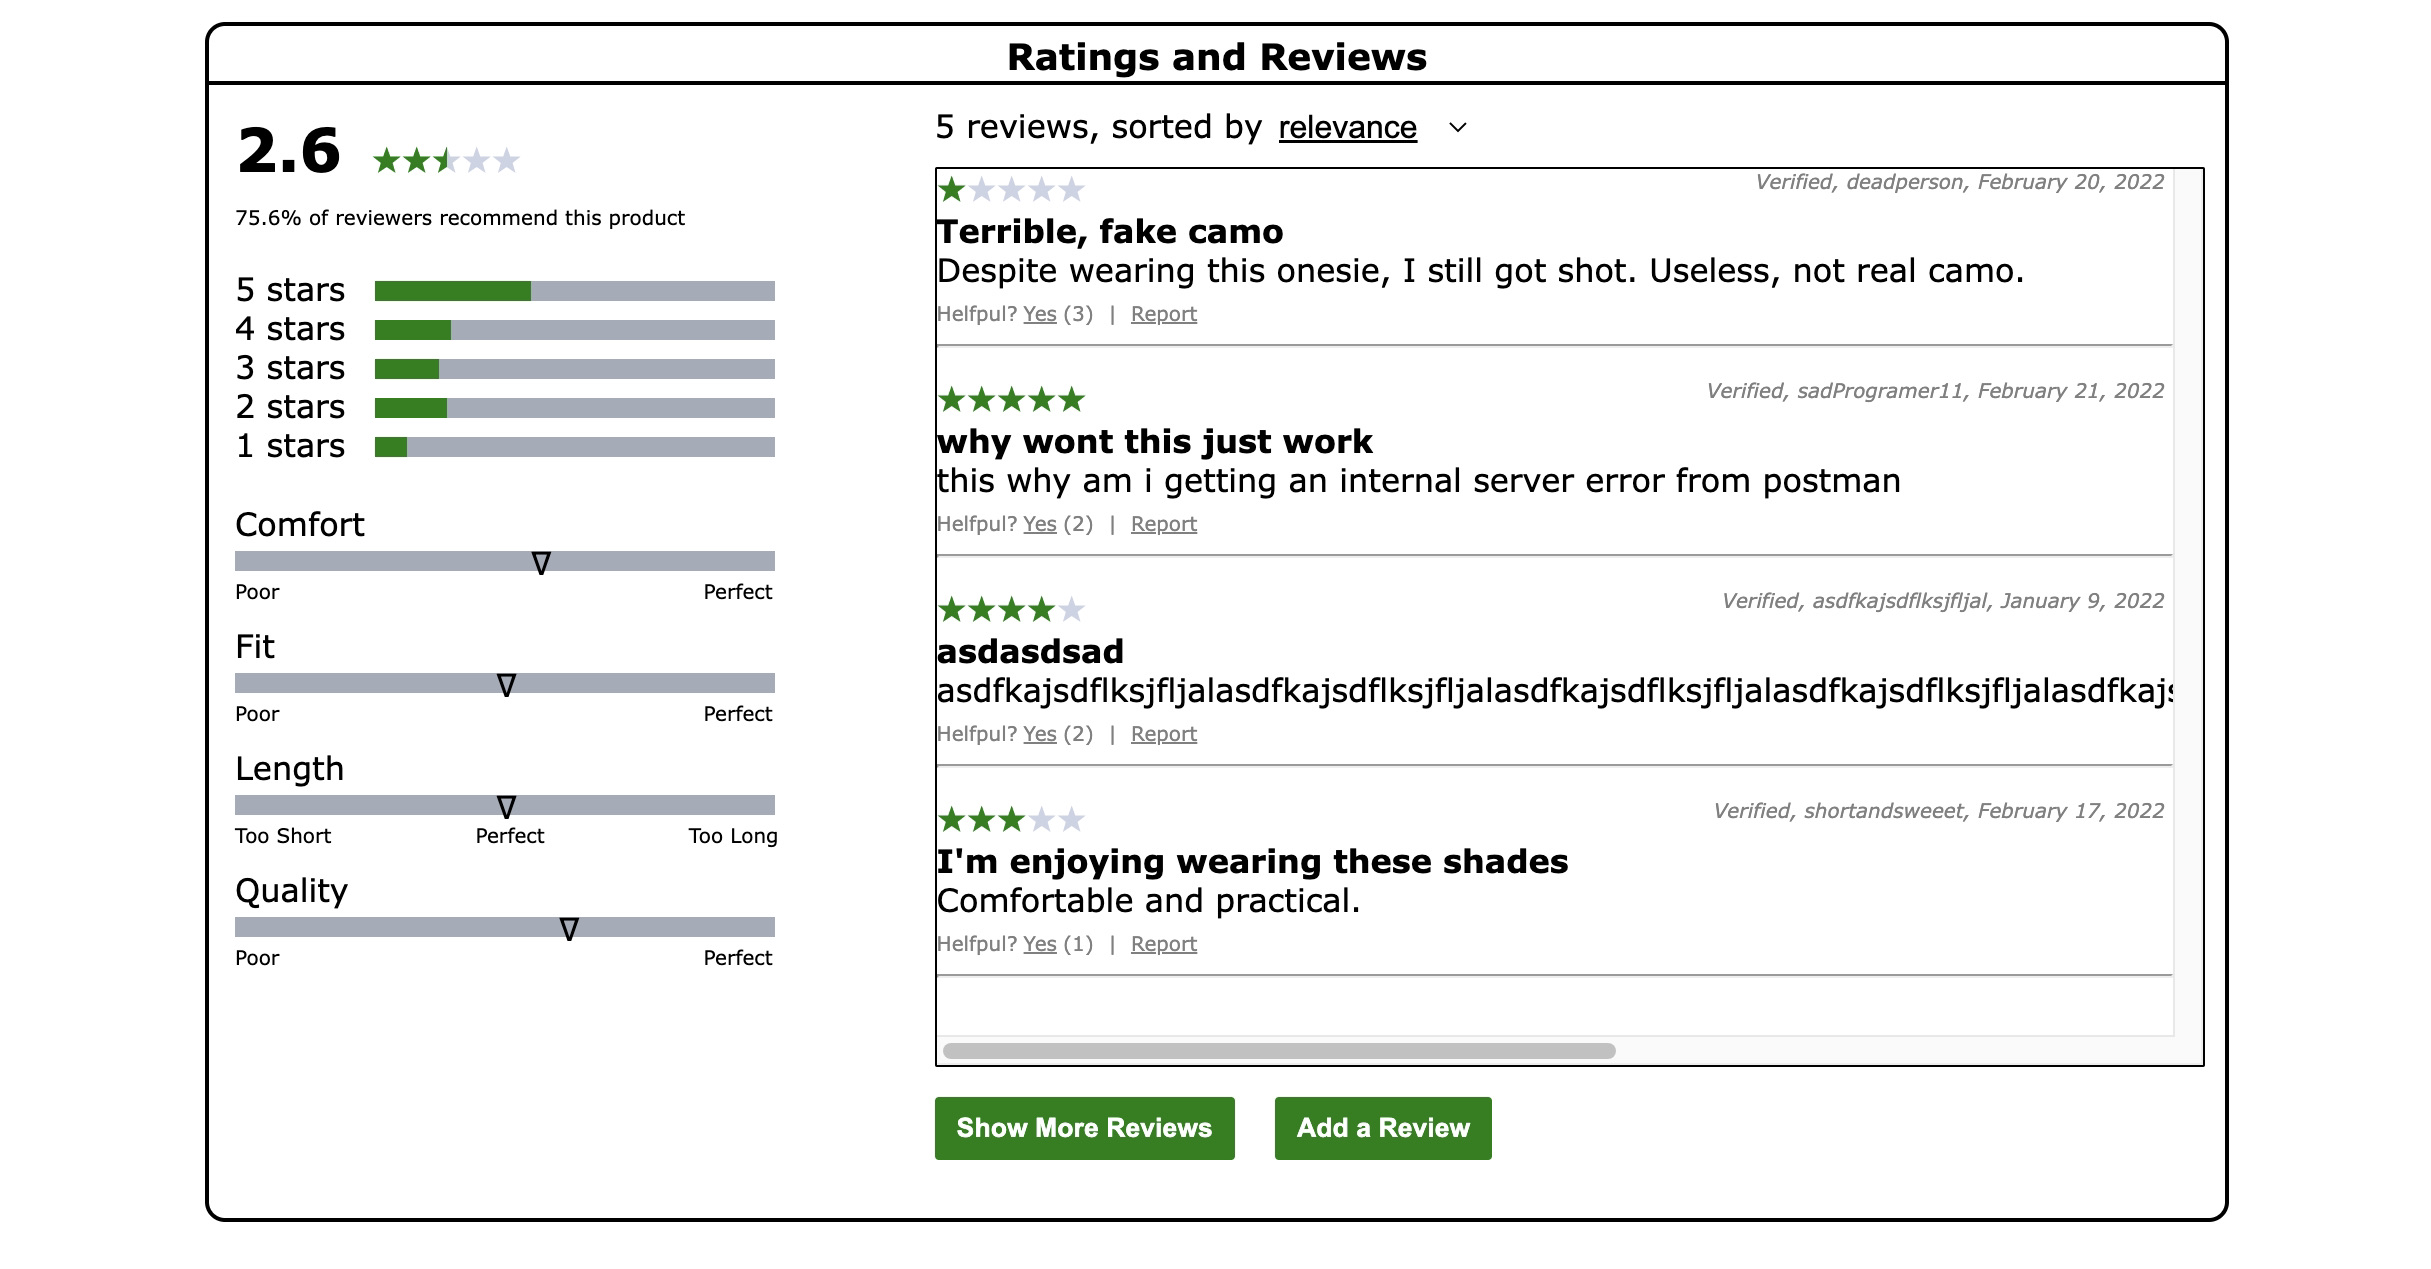 Ratings and Reviews
2.6
75.6% of reviewers recommend this product
5 stars
4 stars
3 stars
2 stars
1 stars
Comfort
Poor Perfect
Fit
Poor Perfect
Length
Too Short Perfect Too Long
Quality
Poor Perfect
5 reviews, sorted by relevance
Verified, deadperson, February 20, 2022
Terrible, fake camo
Despite wearing this onesie, I still got shot. Useless, not real camo.
Helfpul? Yes (3) | Report
Verified, sadProgramer11, February 21, 2022
why wont this just work
this why am i getting an internal server error from postman
Helfpul? Yes (2) | Report
Verified, asdfkajsdflksjfljal, January 9, 2022
asdasdsad
asdfkajsdflksjfljalasdfkajsdflksjfljalasdfkajsdflksjfljalasdfkajsdflksjfljalasdfkajs
Helfpul? Yes (2) | Report
Verified, shortandsweeet, February 17, 2022
I'm enjoying wearing these shades
Comfortable and practical.
Helfpul? Yes (1) | Report
Show More Reviews Add a Review